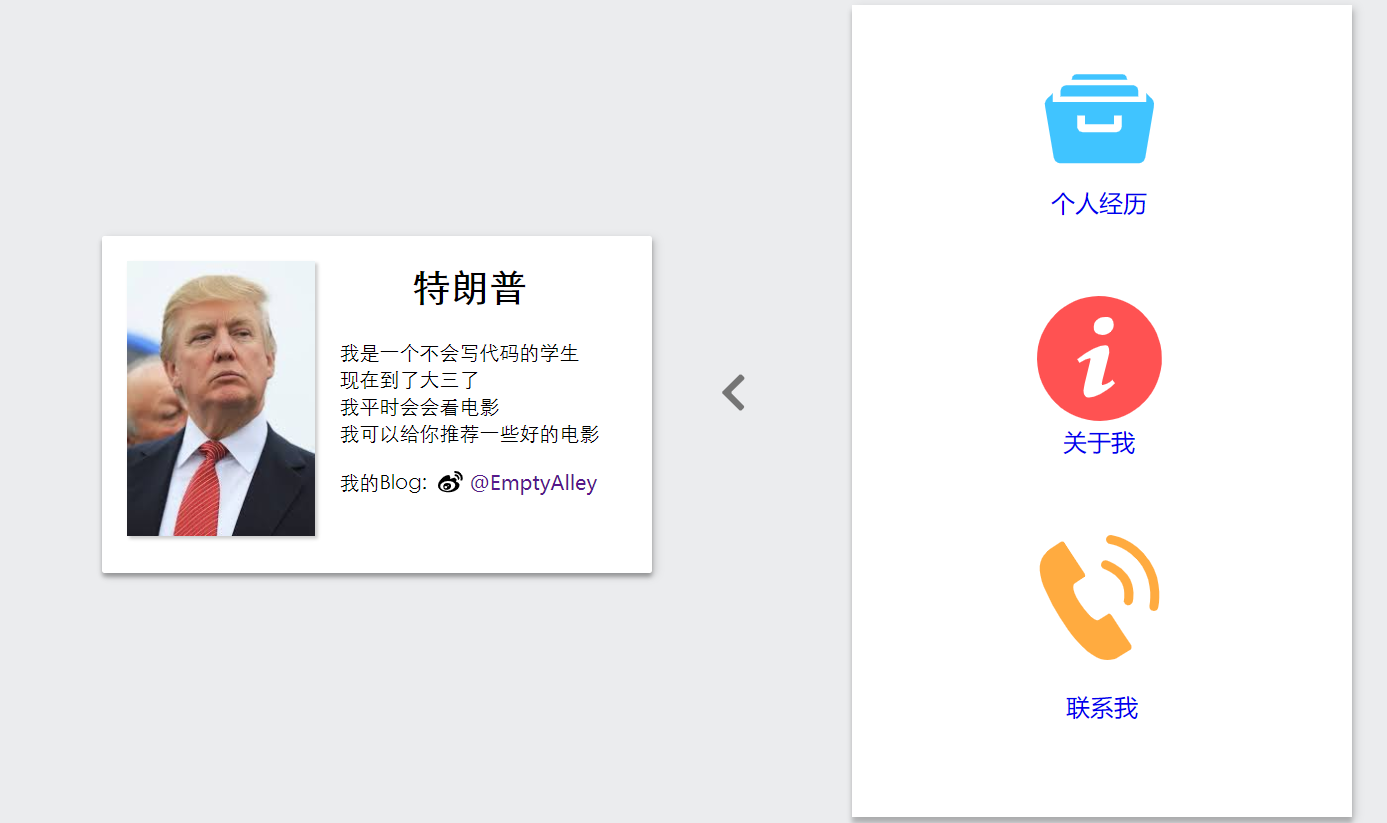 特朗普
我是一个不会写代码的学生
现在到了大三了
我平时会会看电影
我可以给你推荐一些好的电影
我的Blog: @EmptyAlley
个人经历
关于我
联系我